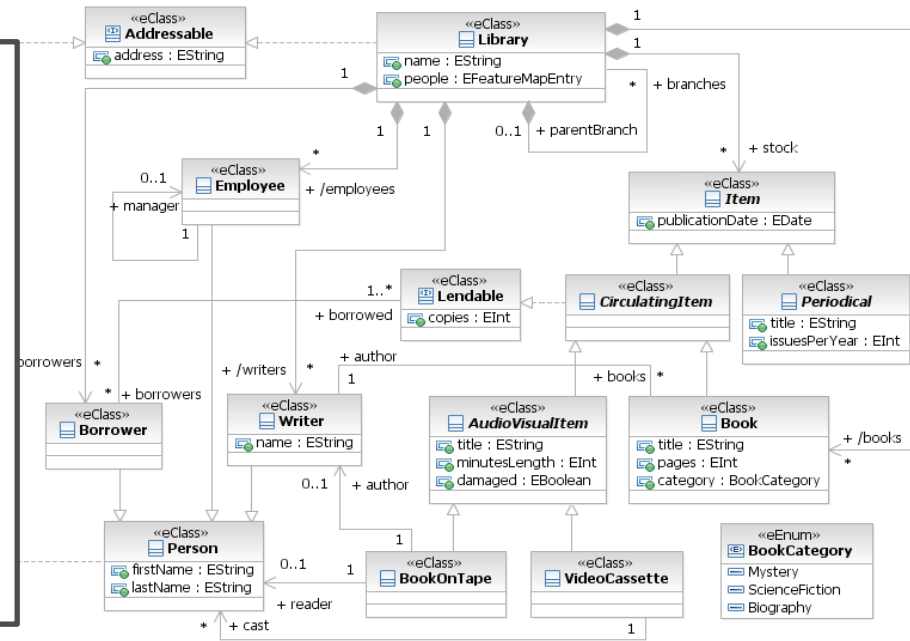 «eClass»
Addressable
address : EString
«eClass»
Library
name : EString
people : EFeatureMapEntry
1
1
1
*
+ branches
1
1
0..1
+ parentBranch
*
+ stock
*
+ /employees
«eClass»
Employee
0..1
+ manager
1
«eClass»
Item
publicationDate : EDate
«eClass»
Lendable
copies : EInt
1..*
+ borrowed
«eClass»
CirculatingItem
«eClass»
Periodical
title : EString
issuesPerYear : EInt
borrowers
*
*
+ borrowers
+ /writers
*
+ author
1
+ books
*
«eClass»
Borrower
«eClass»
Writer
name : EString
«eClass»
AudioVisualItem
title : EString
minutesLength : EInt
damaged : EBoolean
«eClass»
Book
title : EString
pages : EInt
category : BookCategory
+ /books
*
0..1
+ author
1
«eClass»
Person
firstName : EString
lastName : EString
0..1
1
+ reader
«eClass»
BookOnTape
«eClass»
VideoCassette
«eEnum»
BookCategory
Mystery
ScienceFiction
Biography
*
+ cast
1